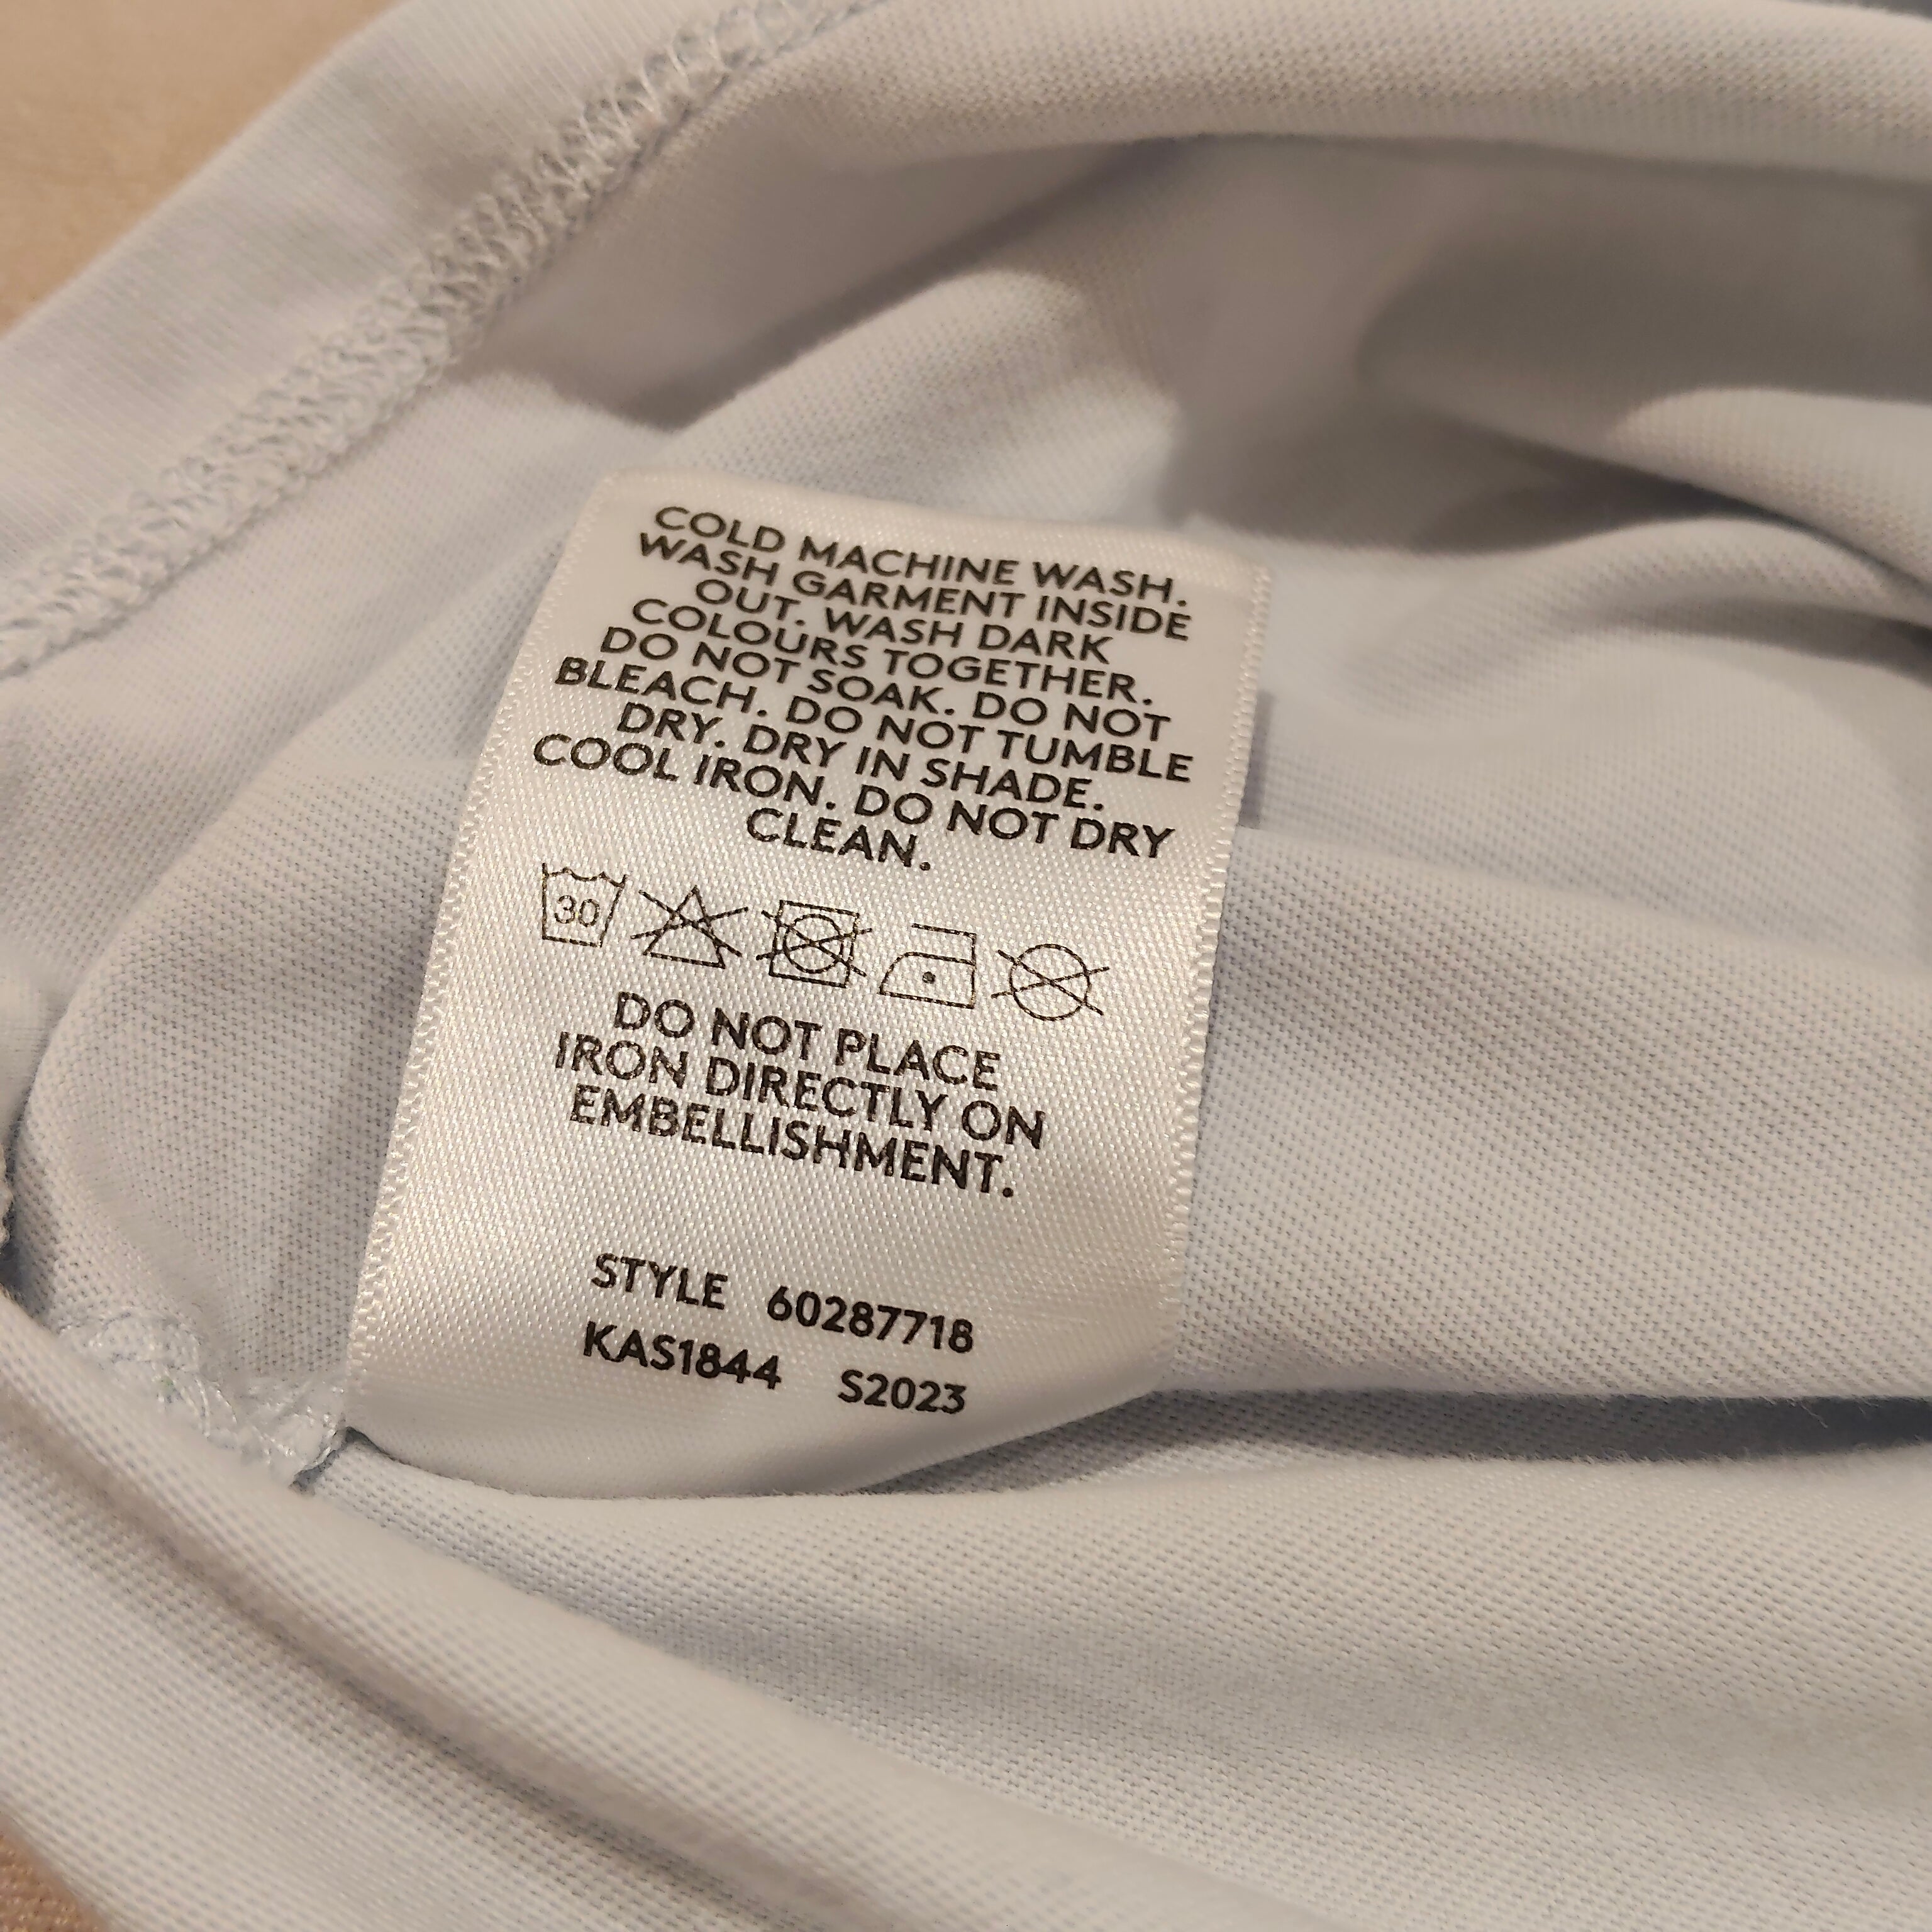 COLD MACHINE WASH.
WASH GARMENT INSIDE
OUT. WASH DARK
COLOURS TOGETHER.
DO NOT SOAK. DO NOT
BLEACH. DO NOT TUMBLE
DRY. DRY IN SHADE.
COOL IRON. DO NOT DRY
CLEAN.
30
DO NOT PLACE
IRON DIRECTLY ON
EMBELLISHMENT.
STYLE 60287718
KAS1844 S2023